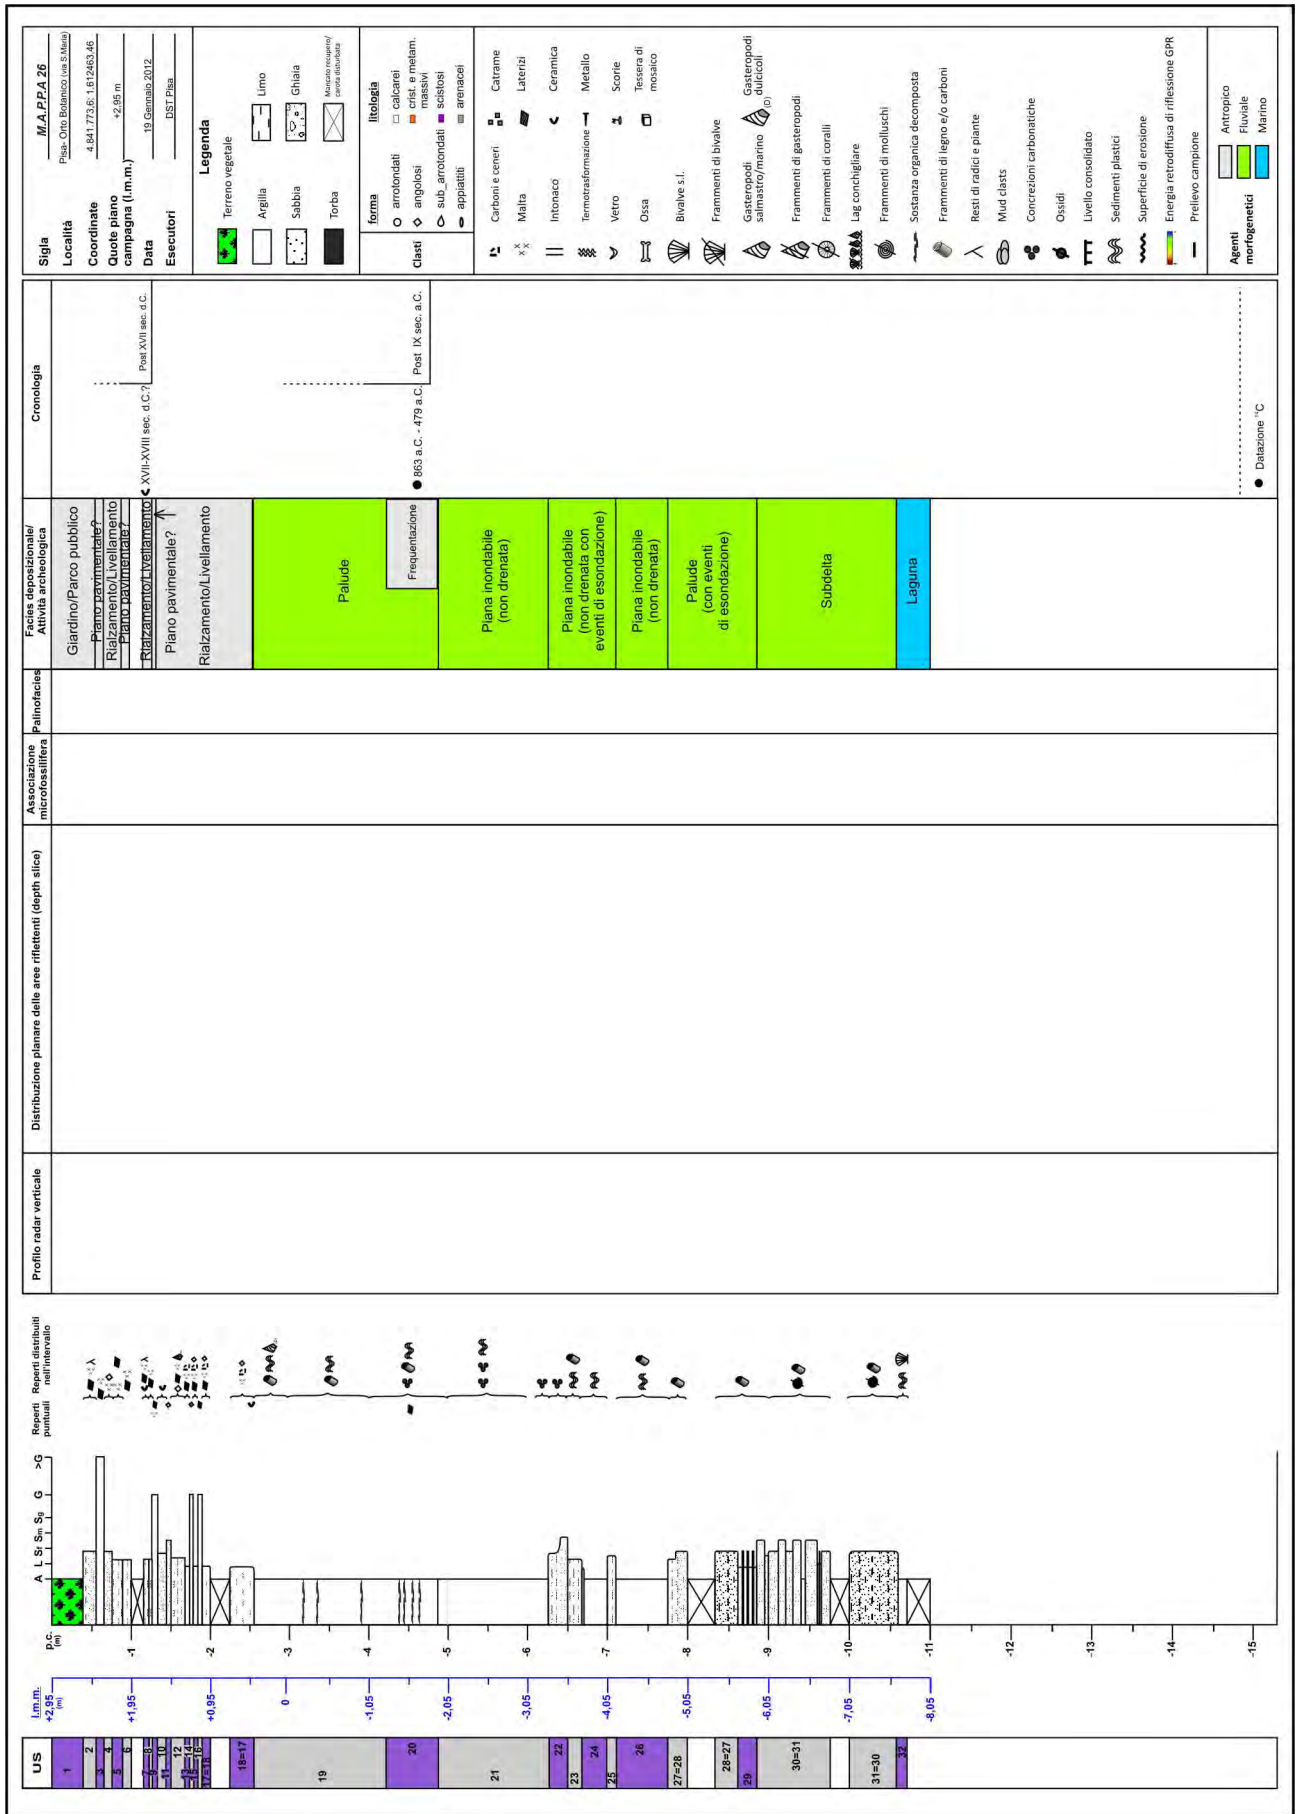 Sigla
M.A.P.P.A 26
Località
Pisa- Orto Botanico (via S.Maria)
Coordinate
4.841.773,6; 1.612463,46
Quote piano
campagna (l.m.m.)
+2,95 m
Data
19 Gennaio 2012
Esecutori
DST Pisa
Legenda
Terreno vegetale
Argilla
Limo
Sabbia
Ghiaia
Torba
Mancato recupero/
carota disturbata
Clasti
forma
arrotondati
angolosi
sub_arrotondati
appiattiti
litologia
calcarei
crist. e metam.
massivi
scistosi
arenacei
Carboni e ceneri
Catrame
Malta
Laterizi
Intonaco
Ceramica
Termotrasformazione
Metallo
Vetro
Scorie
Ossa
Tessera di
mosaico
Bivalve s.l.
Frammenti di bivalve
Gasteropodi
salmastro/marino
(D)
Gasteropodi
dulcicoli
Frammenti di gasteropodi
Frammenti di coralli
Lag conchigliare
Frammenti di molluschi
Sostanza organica decomposta
Frammenti di legno e/o carboni
Resti di radici e piante
Mud clasts
Concrezioni carbonatiche
Ossidi
Livello consolidato
Sedimenti plastici
Superficie di erosione
Energia retrodiffusa di riflessione GPR
Prelievo campione
Agenti
morfogenetici
Antropico
Fluviale
Marino
Cronologia
XVII-XVIII sec. d.C.?
Post XVII sec. d.C.
863 a.C. - 479 a.C.
Post IX sec. a.C.
Datazione ¹⁴C
Facies deposizionale/
Attività archeologica
Giardino/Parco pubblico
Piano pavimentale?
Rialzamento/Livellamento
Piano pavimentale?
Rialzamento/Livellamento
Piano pavimentale?
Rialzamento/Livellamento
Palude
Frequentazione
Piana inondabile
(non drenata)
Piana inondabile
(non drenata con
eventi di esondazione)
Piana inondabile
(non drenata)
Palude
(con eventi
di esondazione)
Subdelta
Laguna
Palinofacies
Associazione
microfossilifera
Distribuzione planare delle aree riflettenti (depth slice)
Profilo radar verticale
Reperti
puntuali
Reperti distribuiti
nell'intervallo
A L Sf Sm Sg G >G
p.c.
(m)
-1
-2
-3
-4
-5
-6
-7
-8
-9
-10
-11
-12
-13
-14
-15
l.m.m.
+2,95
(m)
+1,95
+0,95
0
-1,05
-2,05
-3,05
-4,05
-5,05
-6,05
-7,05
-8,05
US
1
2
3
4
5
6
7
8
9
10
11
12
13
14
15
16
17=18
18=17
19
20
21
22
23
24
25
26
27=28
28=27
29
30=31
31=30
32